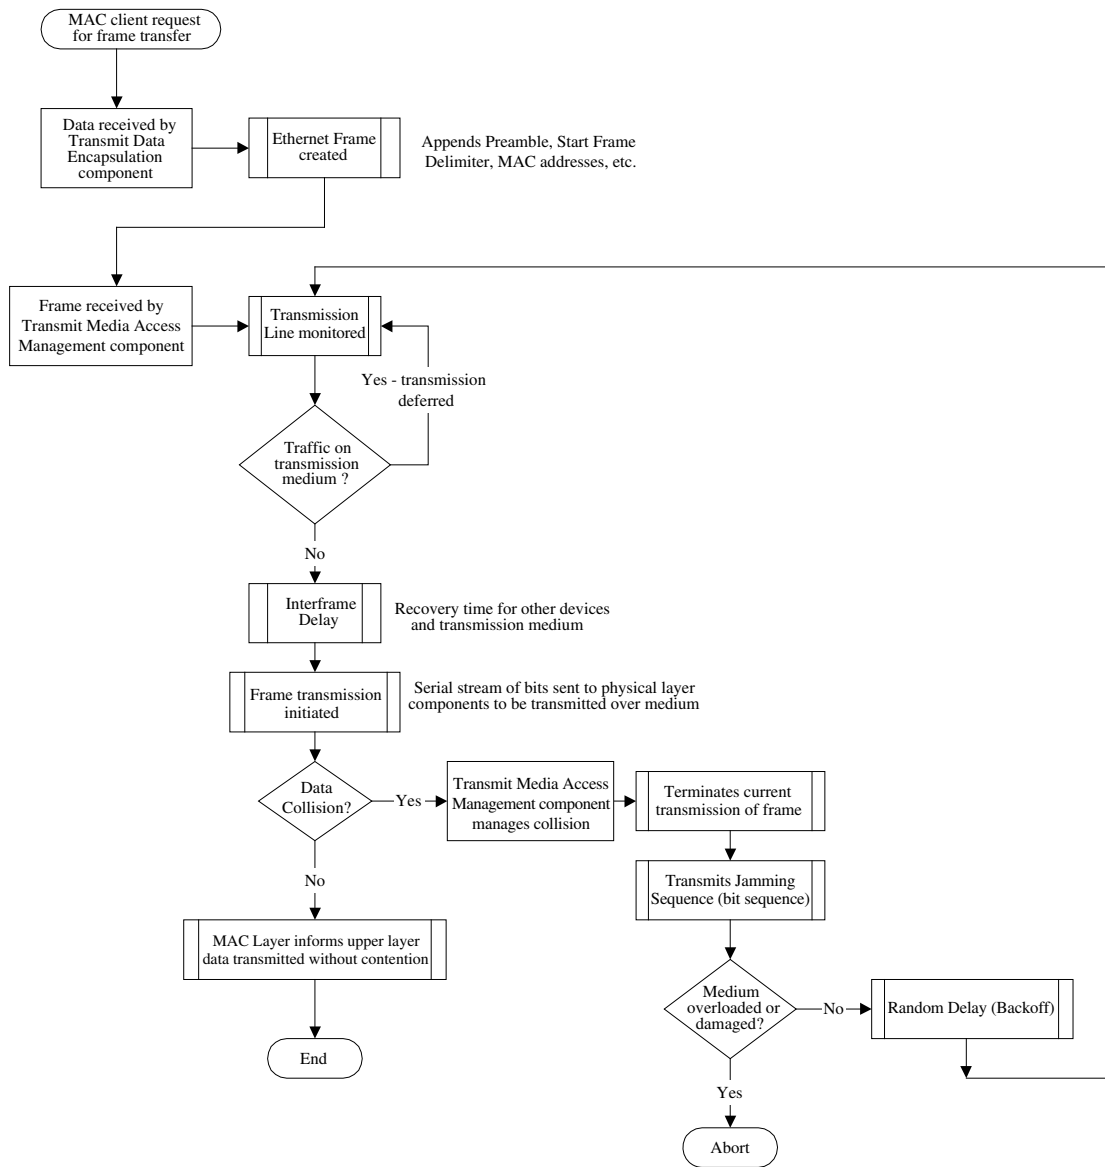 MAC client request
for frame transfer
Data received by
Transmit Data
Encapsulation
component
Ethernet Frame
created
Appends Preamble, Start Frame
Delimiter, MAC addresses, etc.
Frame received by
Transmit Media Access
Management component
Transmission
Line monitored
Yes - transmission
deferred
Traffic on
transmission
medium ?
No
Interframe
Delay
Recovery time for other devices
and transmission medium
Frame transmission
initiated
Serial stream of bits sent to physical layer
components to be transmitted over medium
Data
Collision?
Yes
Transmit Media Access
Management component
manages collision
Terminates current
transmission of frame
No
Transmits Jamming
Sequence (bit sequence)
MAC Layer informs upper layer
data transmitted without contention
Medium
overloaded or
damaged?
No
Random Delay (Backoff)
End
Yes
Abort